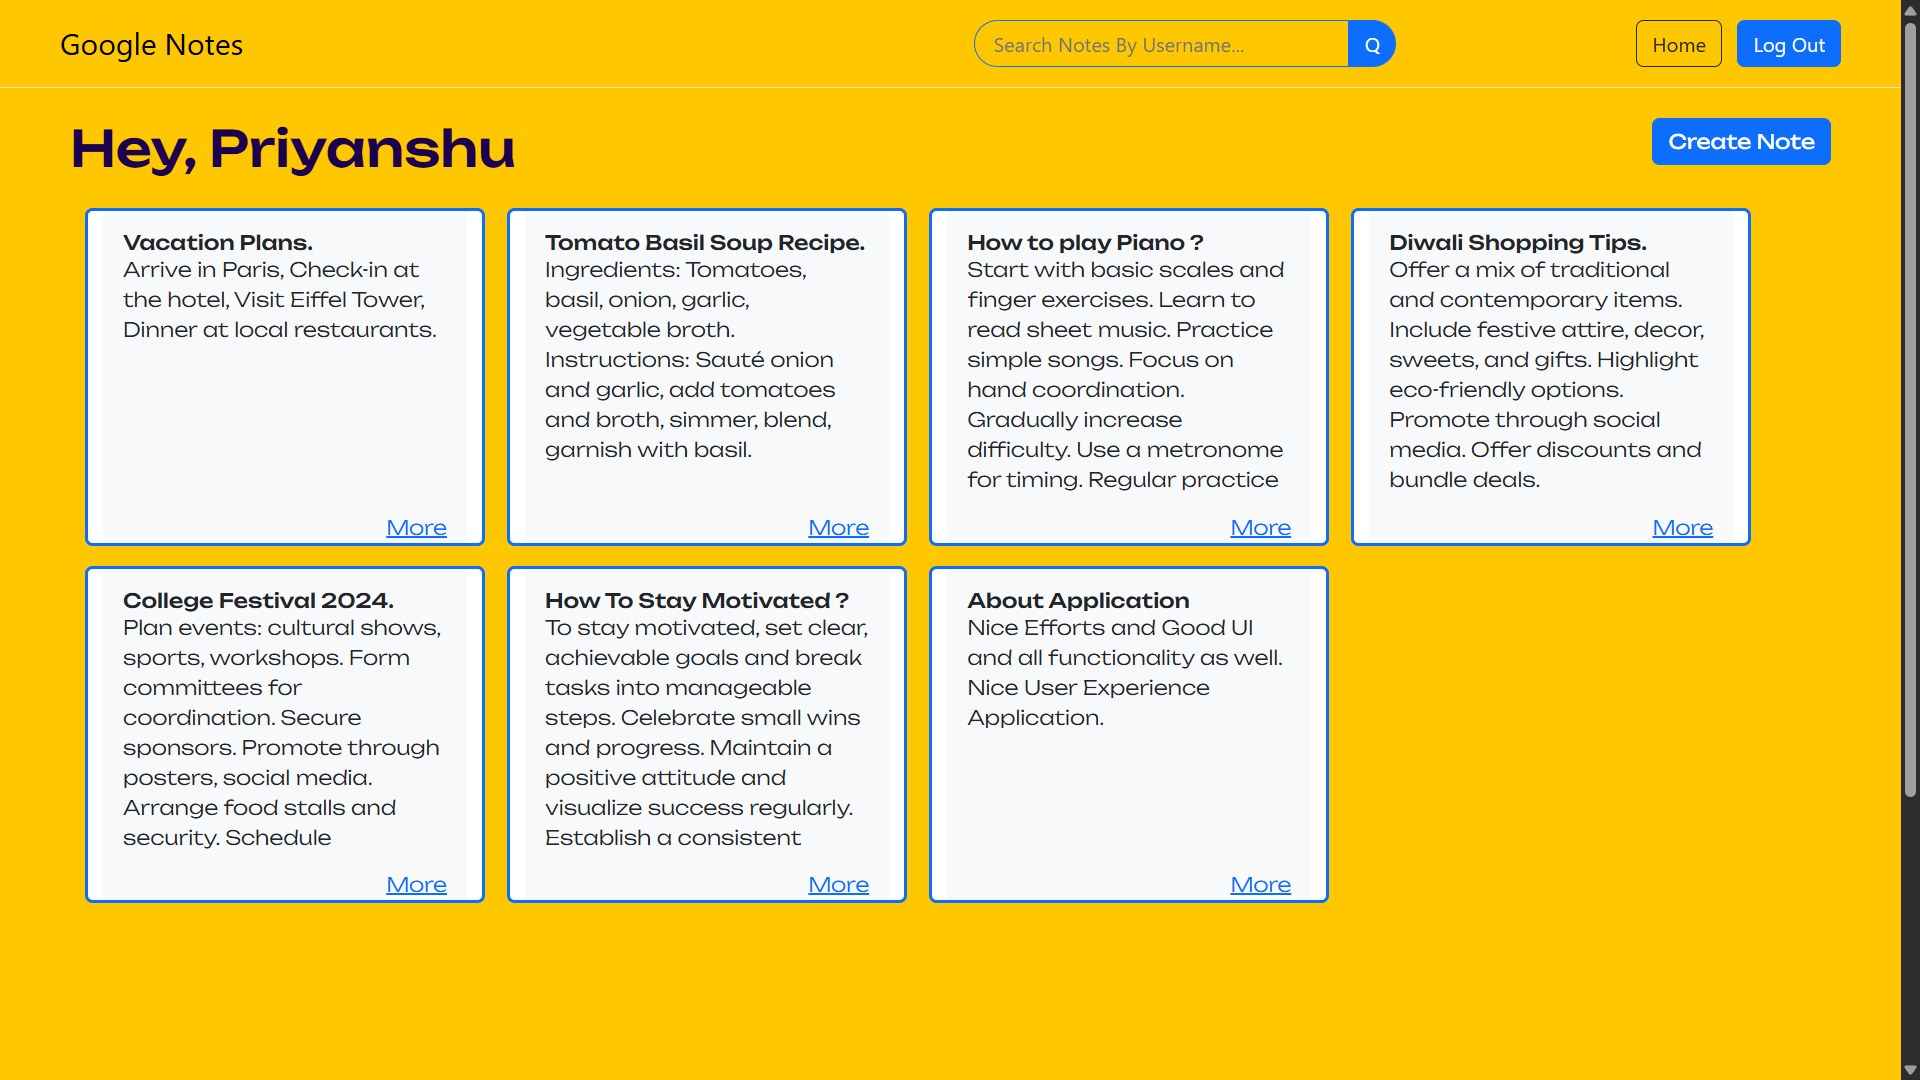 Google Notes
Search Notes By Username...
Q
Home
Log Out
Hey, Priyanshu
Create Note
Vacation Plans.
Arrive in Paris, Check-in at
the hotel, Visit Eiffel Tower,
Dinner at local restaurants.
More
Tomato Basil Soup Recipe.
Ingredients: Tomatoes,
basil, onion, garlic,
vegetable broth.
Instructions: Sauté onion
and garlic, add tomatoes
and broth, simmer, blend,
garnish with basil.
More
How to play Piano ?
Start with basic scales and
finger exercises. Learn to
read sheet music. Practice
simple songs. Focus on
hand coordination.
Gradually increase
difficulty. Use a metronome
for timing. Regular practice
More
Diwali Shopping Tips.
Offer a mix of traditional
and contemporary items.
Include festive attire, decor,
sweets, and gifts. Highlight
eco-friendly options.
Promote through social
media. Offer discounts and
bundle deals.
More
College Festival 2024.
Plan events: cultural shows,
sports, workshops. Form
committees for
coordination. Secure
sponsors. Promote through
posters, social media.
Arrange food stalls and
security. Schedule
More
How To Stay Motivated ?
To stay motivated, set clear,
achievable goals and break
tasks into manageable
steps. Celebrate small wins
and progress. Maintain a
positive attitude and
visualize success regularly.
Establish a consistent
More
About Application
Nice Efforts and Good UI
and all functionality as well.
Nice User Experience
Application.
More